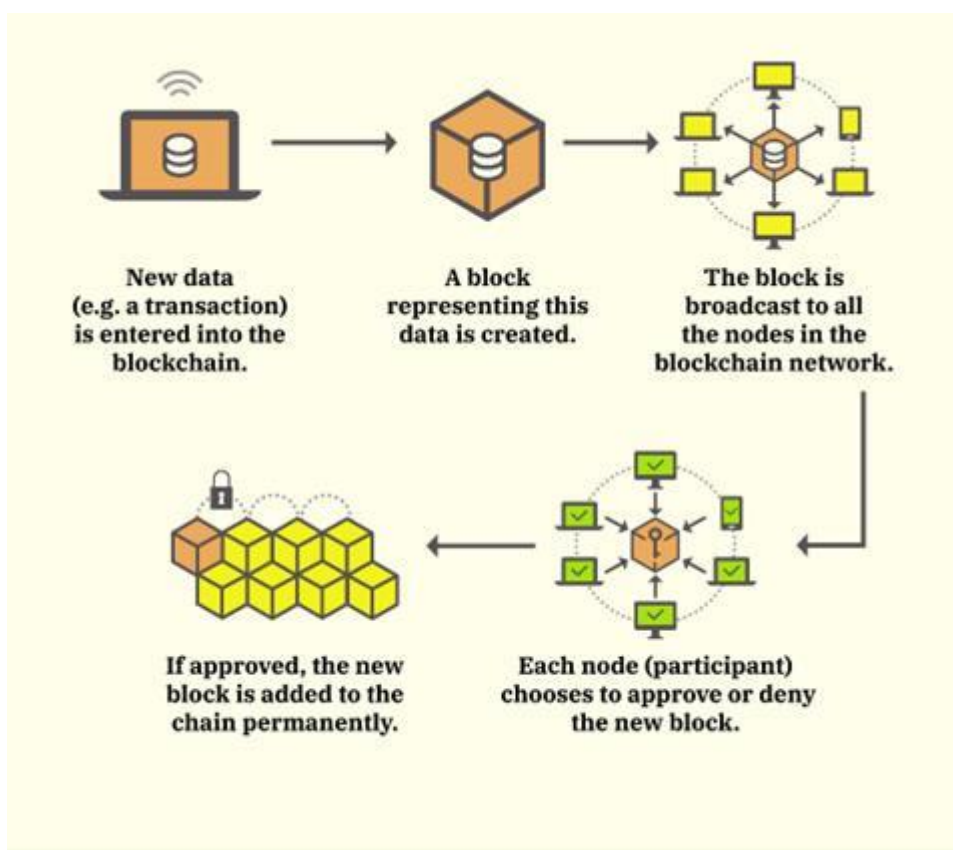 New data
(e.g. a transaction)
is entered into the
blockchain.
A block
representing this
data is created.
The block is
broadcast to all
the nodes in the
blockchain network.
If approved, the new
block is added to the
chain permanently.
Each node (participant)
chooses to approve or deny
the new block.